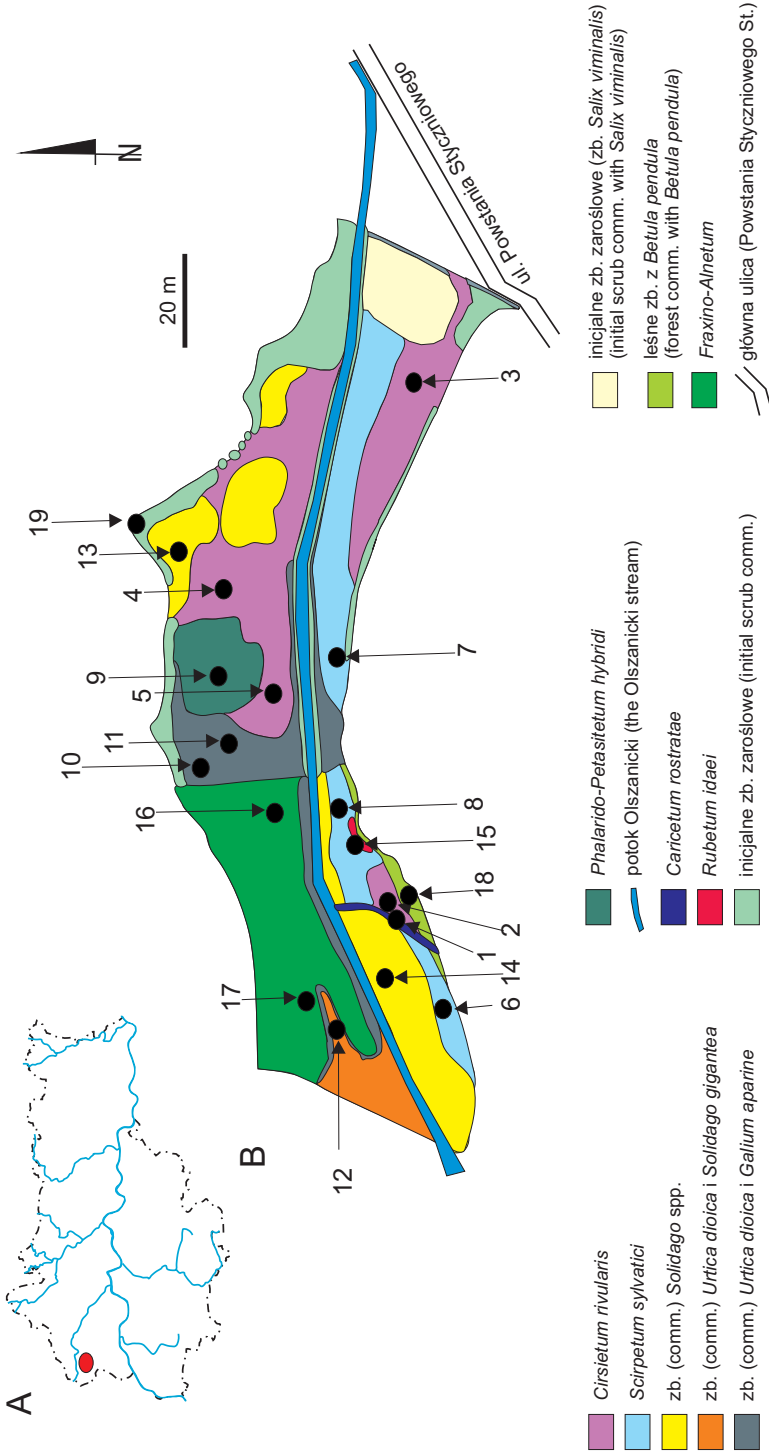 A
B
N
20 m
ul. Powstania Styczniowego
19
13
4
9
5
11
10
16
17
12
3
7
8
15
18
2
1
14
6
Cirsietum rivularis
Scirpetum sylvatici
zb. (comm.) Solidago spp.
zb. (comm.) Urtica dioica i Solidago gigantea
zb. (comm.) Urtica dioica i Galium aparine
Phalarido-Petasitetum hybridi
potok Olszanicki (the Olszanicki stream)
Caricetum rostratae
Rubetum idaei
inicjalne zb. zaroślowe (initial scrub comm.)
inicjalne zb. zaroślowe (zb. Salix viminalis)
(initial scrub comm. with Salix viminalis)
leśne zb. z Betula pendula
(forest comm. with Betula pendula)
Fraxino-Alnetum
główna ulica (Powstania Styczniowego St.)